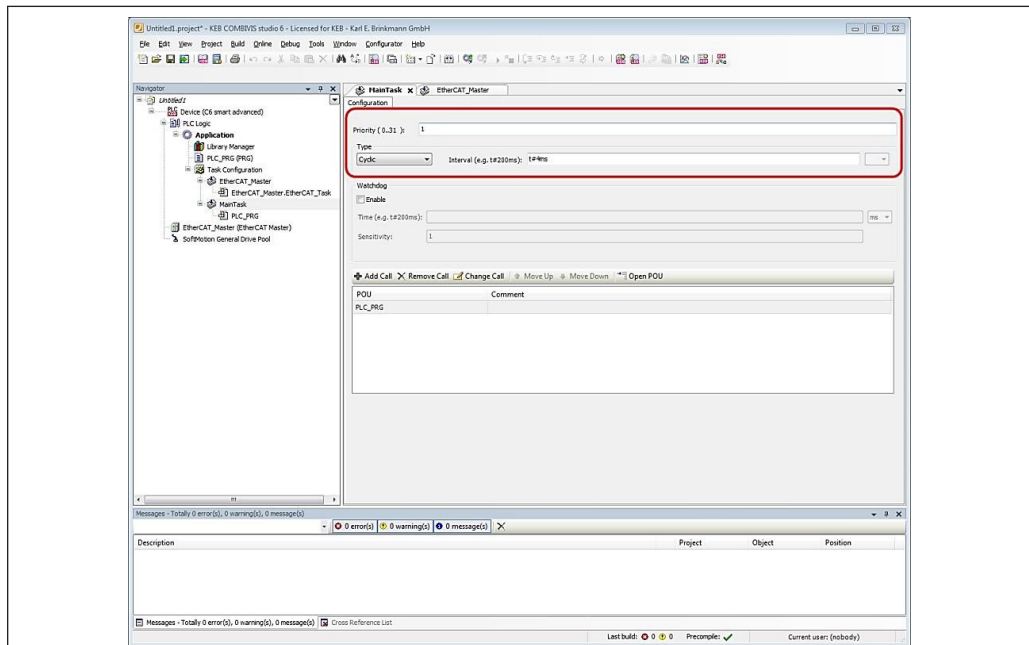 Untitled1.project* - KEB COMBIVIS studio 6 - Licensed for KEB - Karl E. Brinkmann GmbH
File Edit View Project Build Online Debug Tools Window Configurator Help
Navigator
Untitled1
Device (C6 smart advanced)
PLC Logic
Application
Library Manager
PLC_PRG (PRG)
Task Configuration
EtherCAT_Master
EtherCAT_Master.EtherCAT_Task
MainTask
PLC_PRG
EtherCAT_Master (EtherCAT Master)
SoftMotion General Drive Pool
MainTask EtherCAT_Master
Configuration
Priority ( 0..31 ): 1
Type
Cyclic Interval (e.g. t#200ms): t#4ms
Watchdog
Enable
Time (e.g. t#200ms): ms
Sensitivity: 1
Add Call Remove Call Change Call Move Up Move Down Open POU
POU Comment
PLC_PRG
Messages - Totally 0 error(s), 0 warning(s), 0 message(s)
0 error(s) 0 warning(s) 0 message(s)
Description Project Object Position
Messages - Totally 0 error(s), 0 warning(s), 0 message(s) Cross Reference List
Last build: 0 0 Precompile: Current user: (nobody)